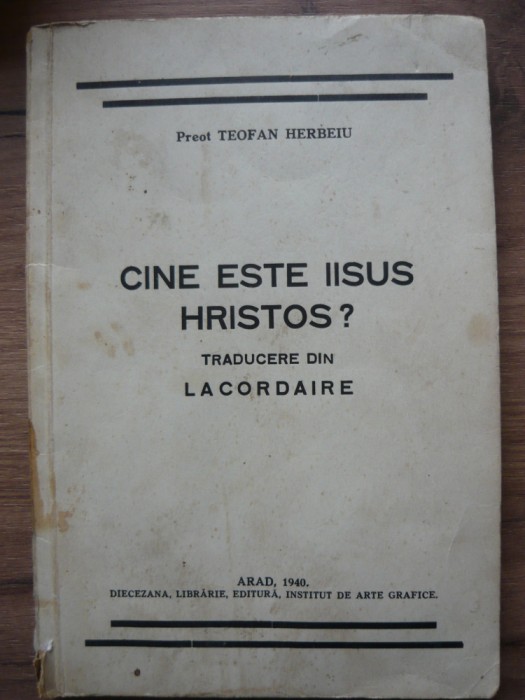 Preot TEOFAN HERBEIU
CINE ESTE IISUS
HRISTOS?
TRADUCERE DIN
LACORDAIRE
ARAD, 1940.
DIECEZANA, LIBRĂRIE, EDITURĂ, INSTITUT DE ARTE GRAFICE.